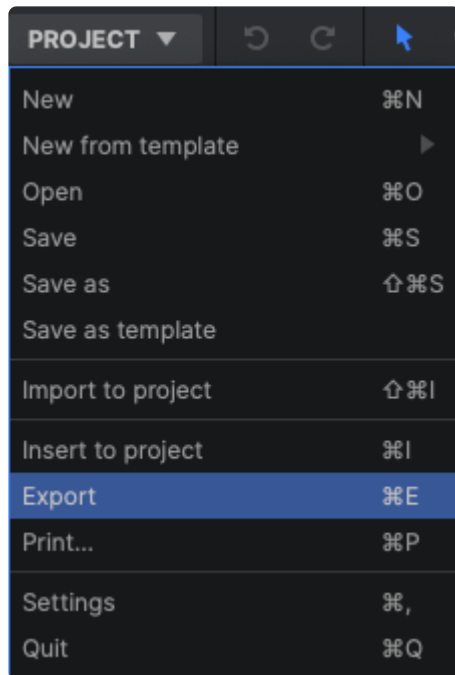 PROJECT ▼
New ⌘N
New from template ▶
Open ⌘O
Save ⌘S
Save as ⇧⌘S
Save as template
Import to project ⇧⌘I
Insert to project ⌘I
Export ⌘E
Print... ⌘P
Settings ⌘,
Quit ⌘Q